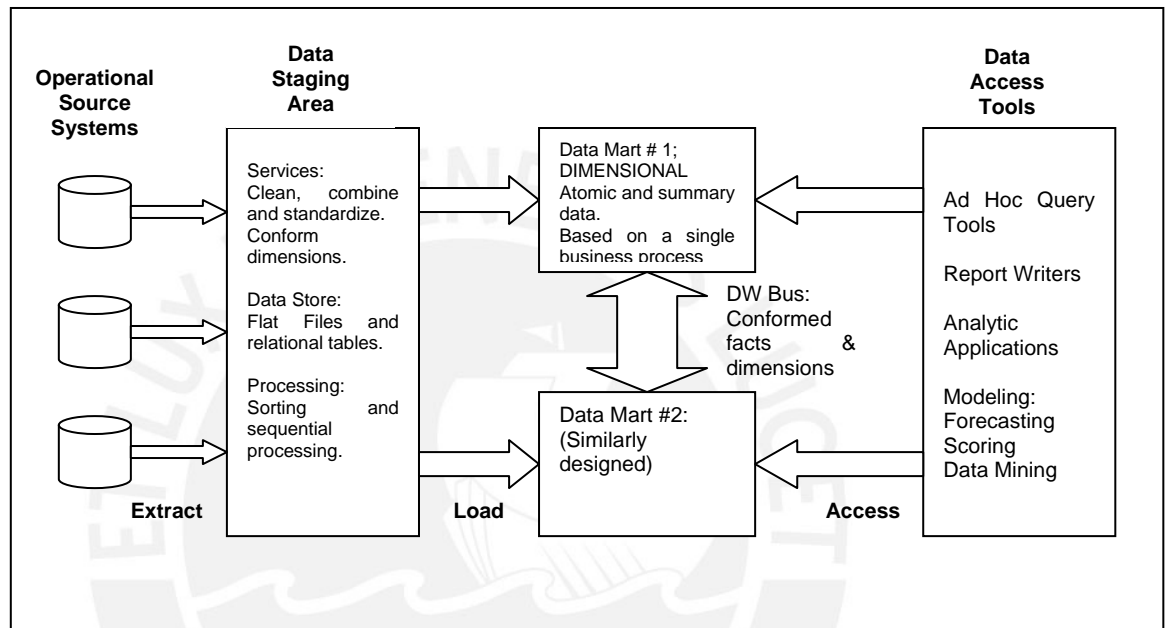 Operational
Source
Systems
Data
Staging
Area
Services:
Clean, combine
and standardize.
Conform
dimensions.
Data Store:
Flat Files and
relational tables.
Processing:
Sorting and
sequential
processing.
Extract
Load
Data Mart # 1;
DIMENSIONAL
Atomic and summary
data.
Based on a single
business process
DW Bus:
Conformed
facts &
dimensions
Data Mart #2:
(Similarly
designed)
Access
Data
Access
Tools
Ad Hoc Query
Tools
Report Writers
Analytic
Applications
Modeling:
Forecasting
Scoring
Data Mining